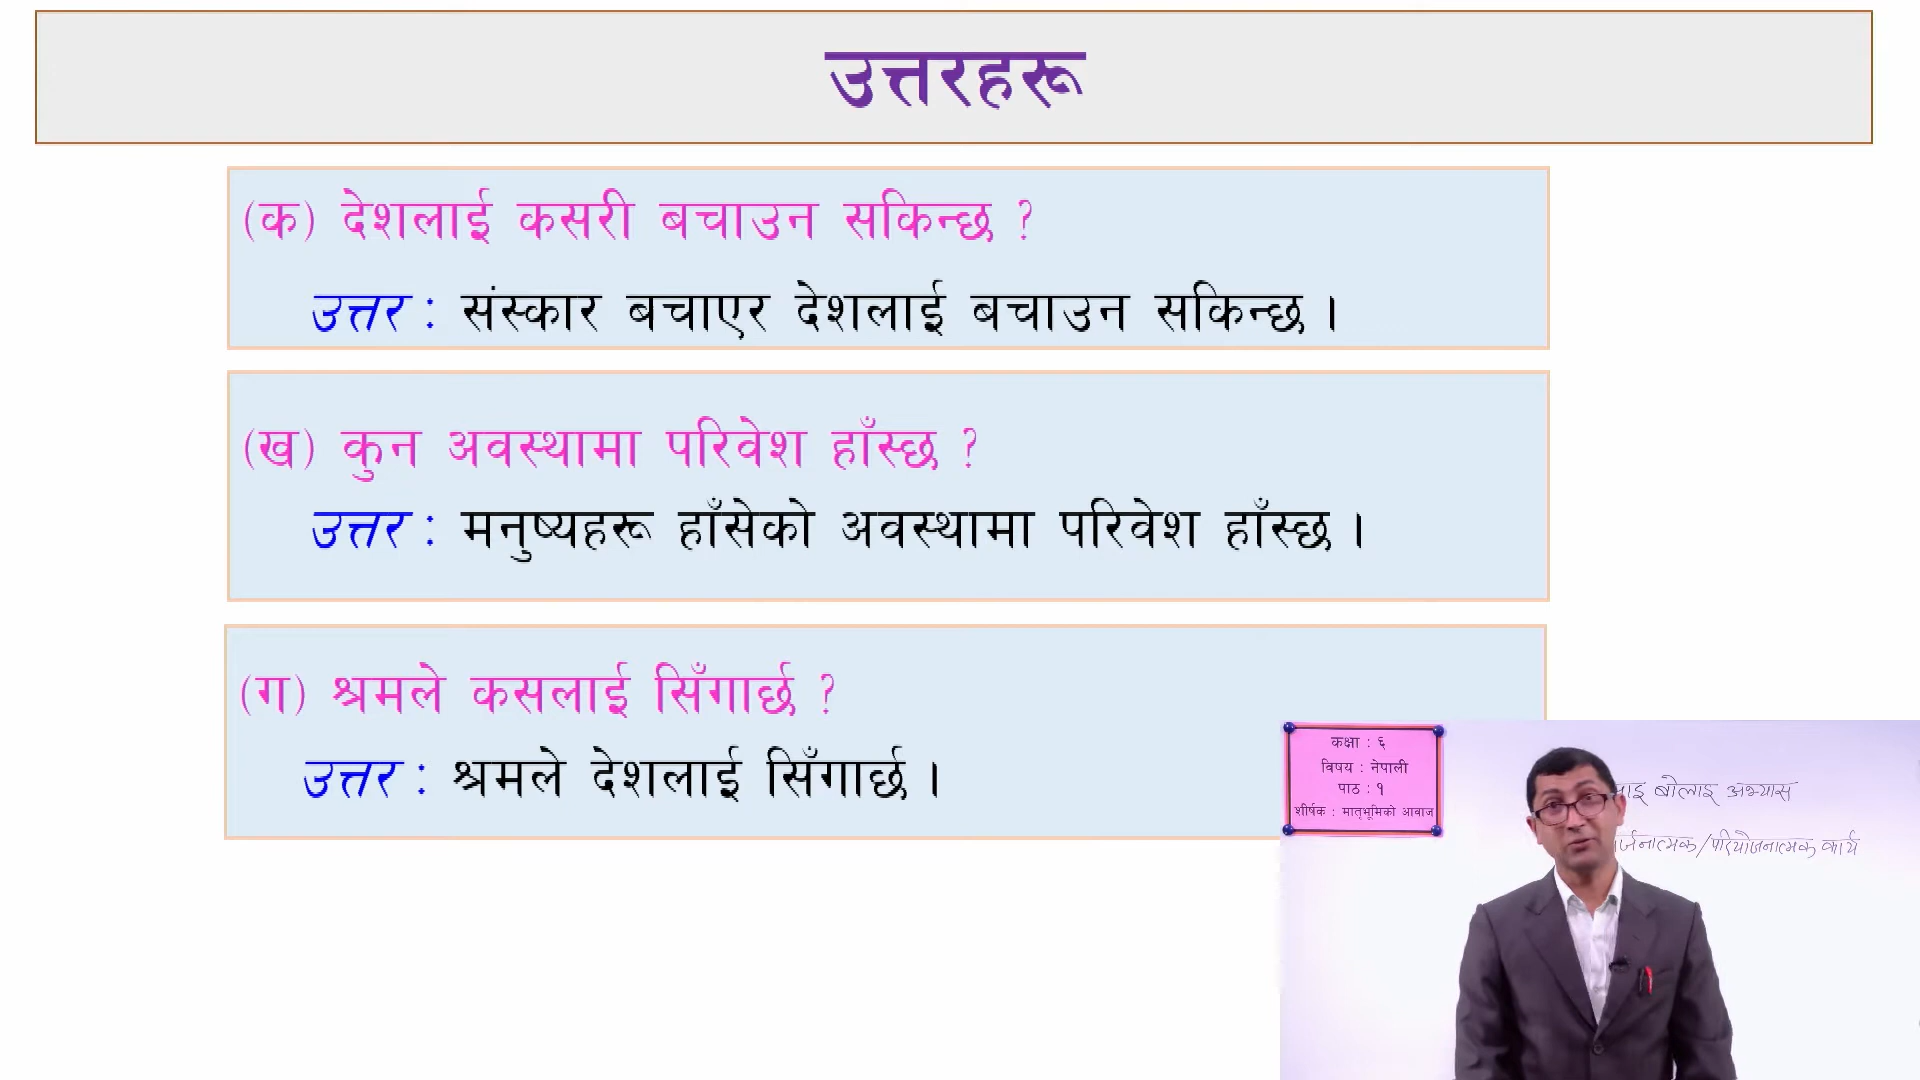 उत्तरहरू
(क) देशलाई कसरी बचाउन सकिन्छ ?
उत्तर : संस्कार बचाएर देशलाई बचाउन सकिन्छ ।
(ख) कुन अवस्थामा परिवेश हाँस्छ ?
उत्तर : मनुष्यहरू हाँसेको अवस्थामा परिवेश हाँस्छ ।
(ग) श्रमले कसलाई सिँगार्छ ?
उत्तर : श्रमले देशलाई सिँगार्छ ।
कक्षा : ६
विषय : नेपाली
पाठ : १
शीर्षक : मातृभूमिको आवाज
बोलाइ अभ्यास
/परियोजनात्मक कार्य